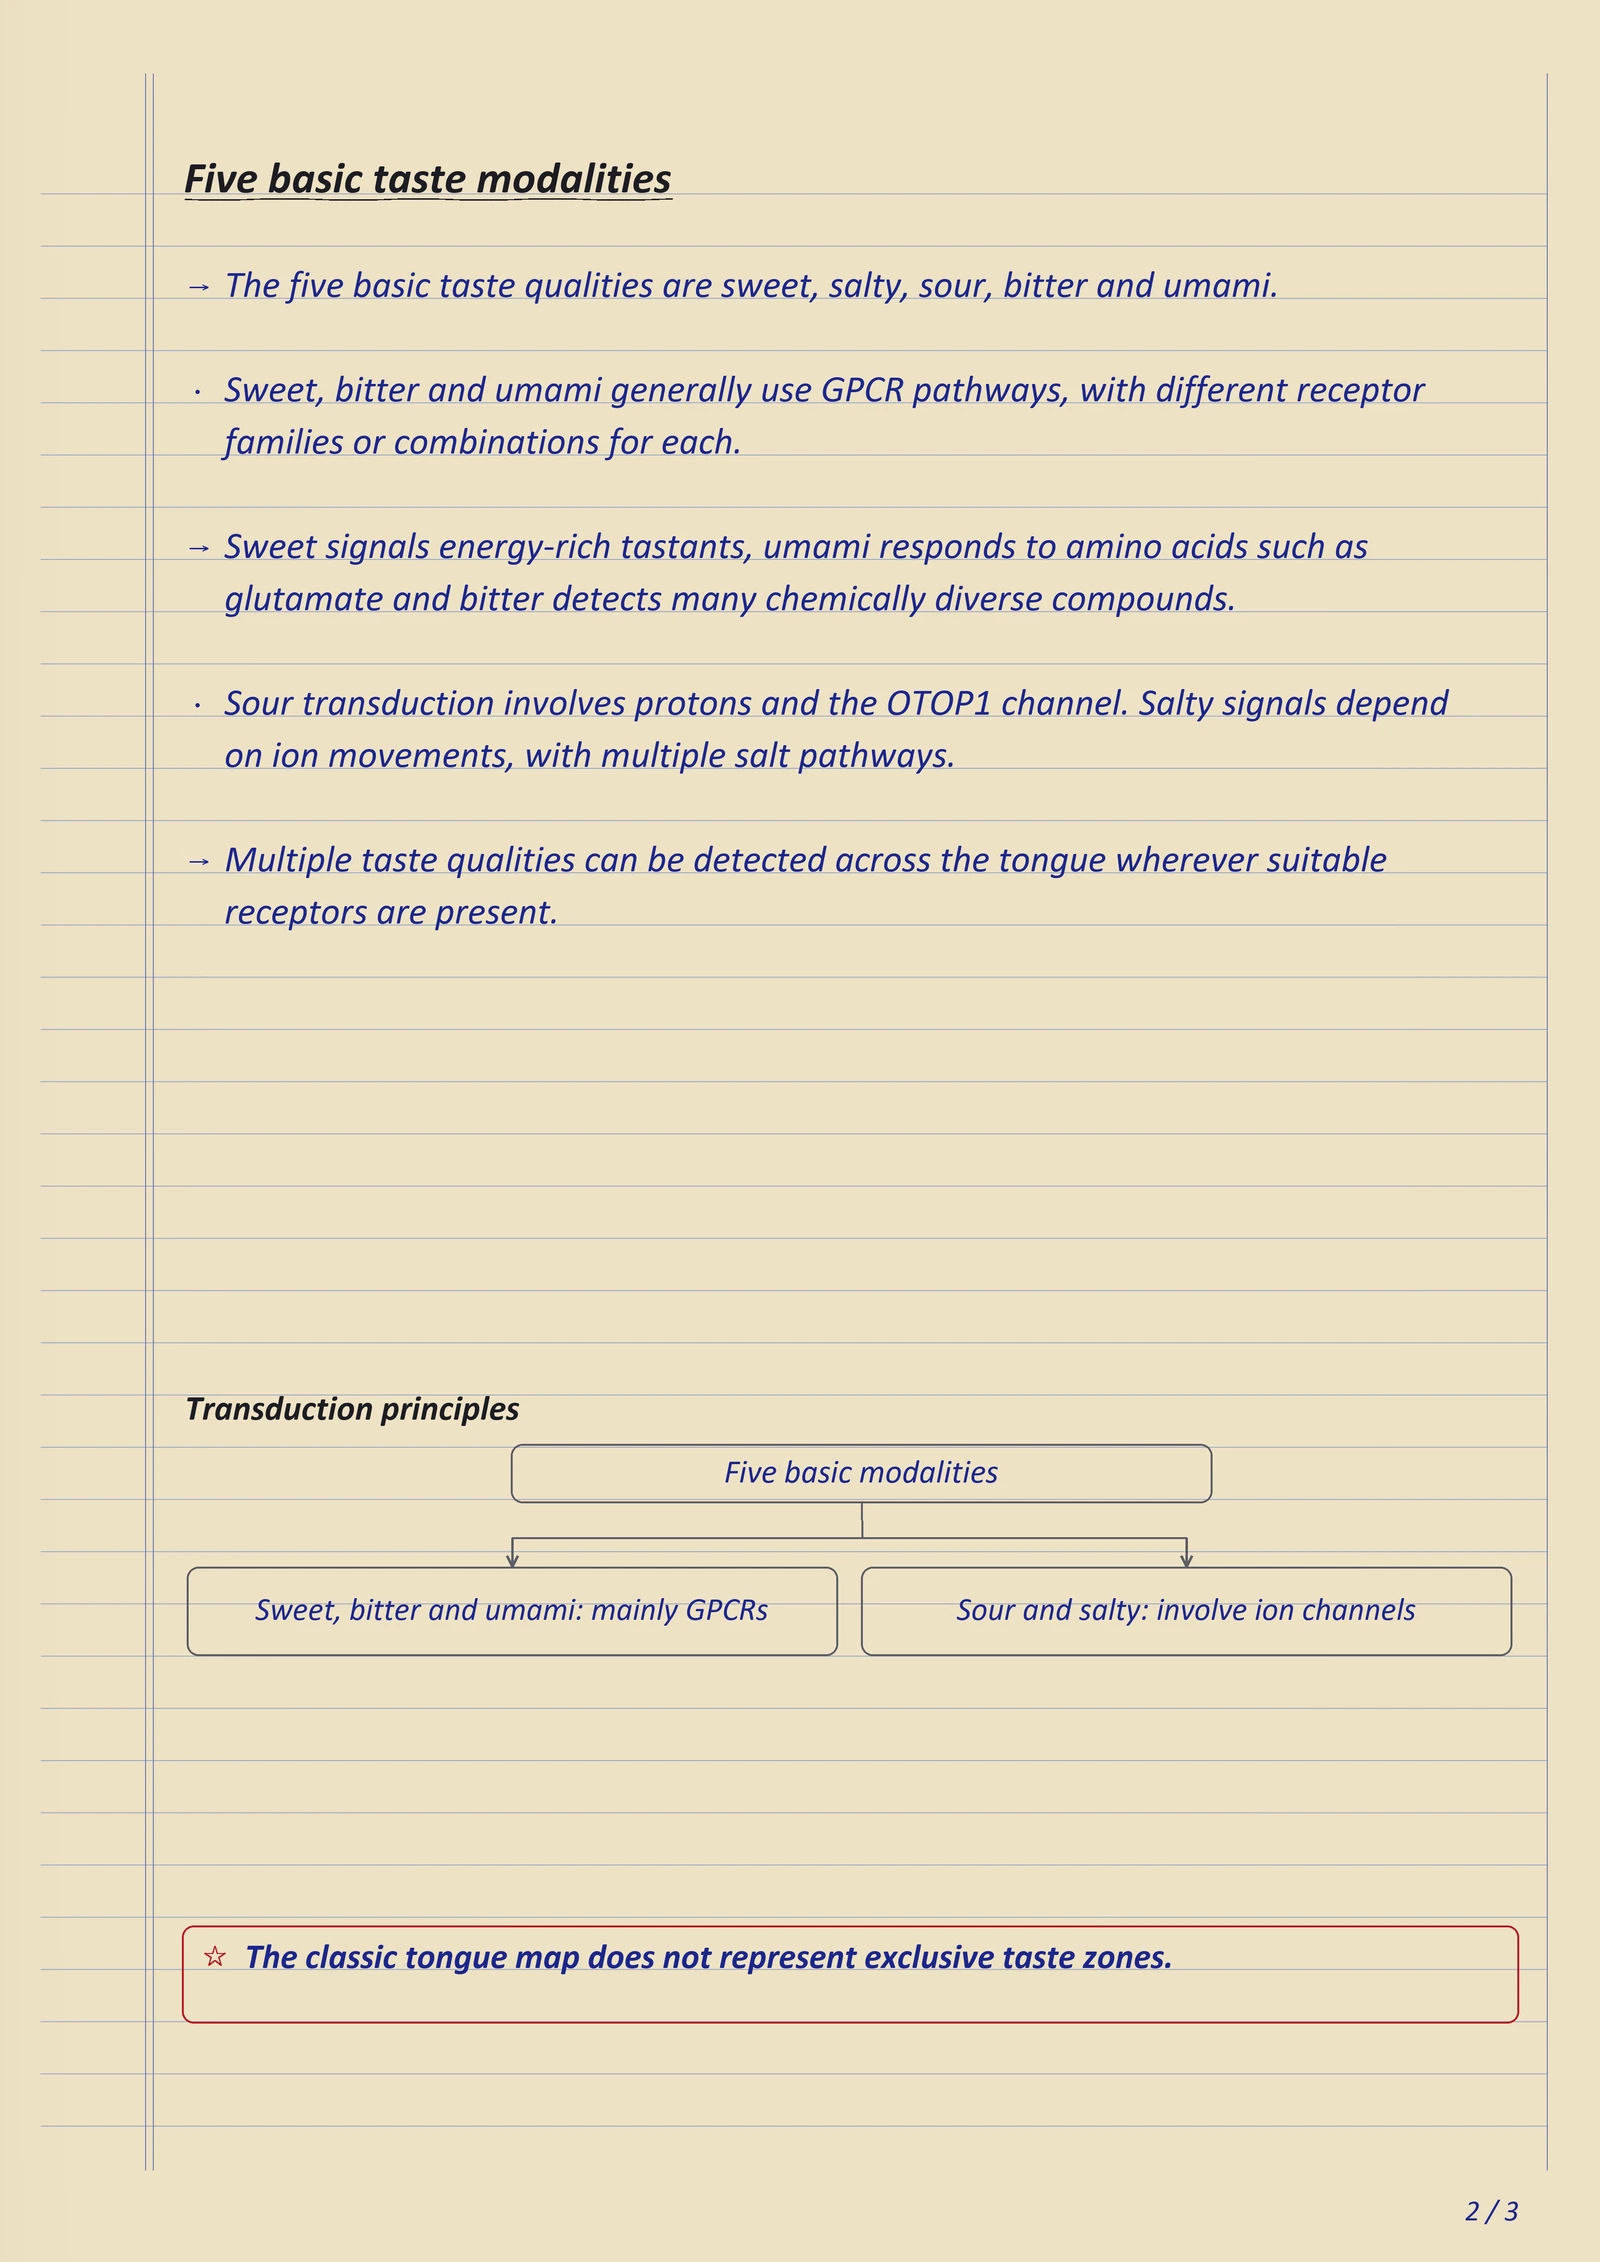 Five basic taste modalities
→ The five basic taste qualities are sweet, salty, sour, bitter and umami.
· Sweet, bitter and umami generally use GPCR pathways, with different receptor
families or combinations for each.
→ Sweet signals energy-rich tastants, umami responds to amino acids such as
glutamate and bitter detects many chemically diverse compounds.
· Sour transduction involves protons and the OTOP1 channel. Salty signals depend
on ion movements, with multiple salt pathways.
→ Multiple taste qualities can be detected across the tongue wherever suitable
receptors are present.
Transduction principles
Five basic modalities
Sweet, bitter and umami: mainly GPCRs
Sour and salty: involve ion channels
☆ The classic tongue map does not represent exclusive taste zones.
2 / 3